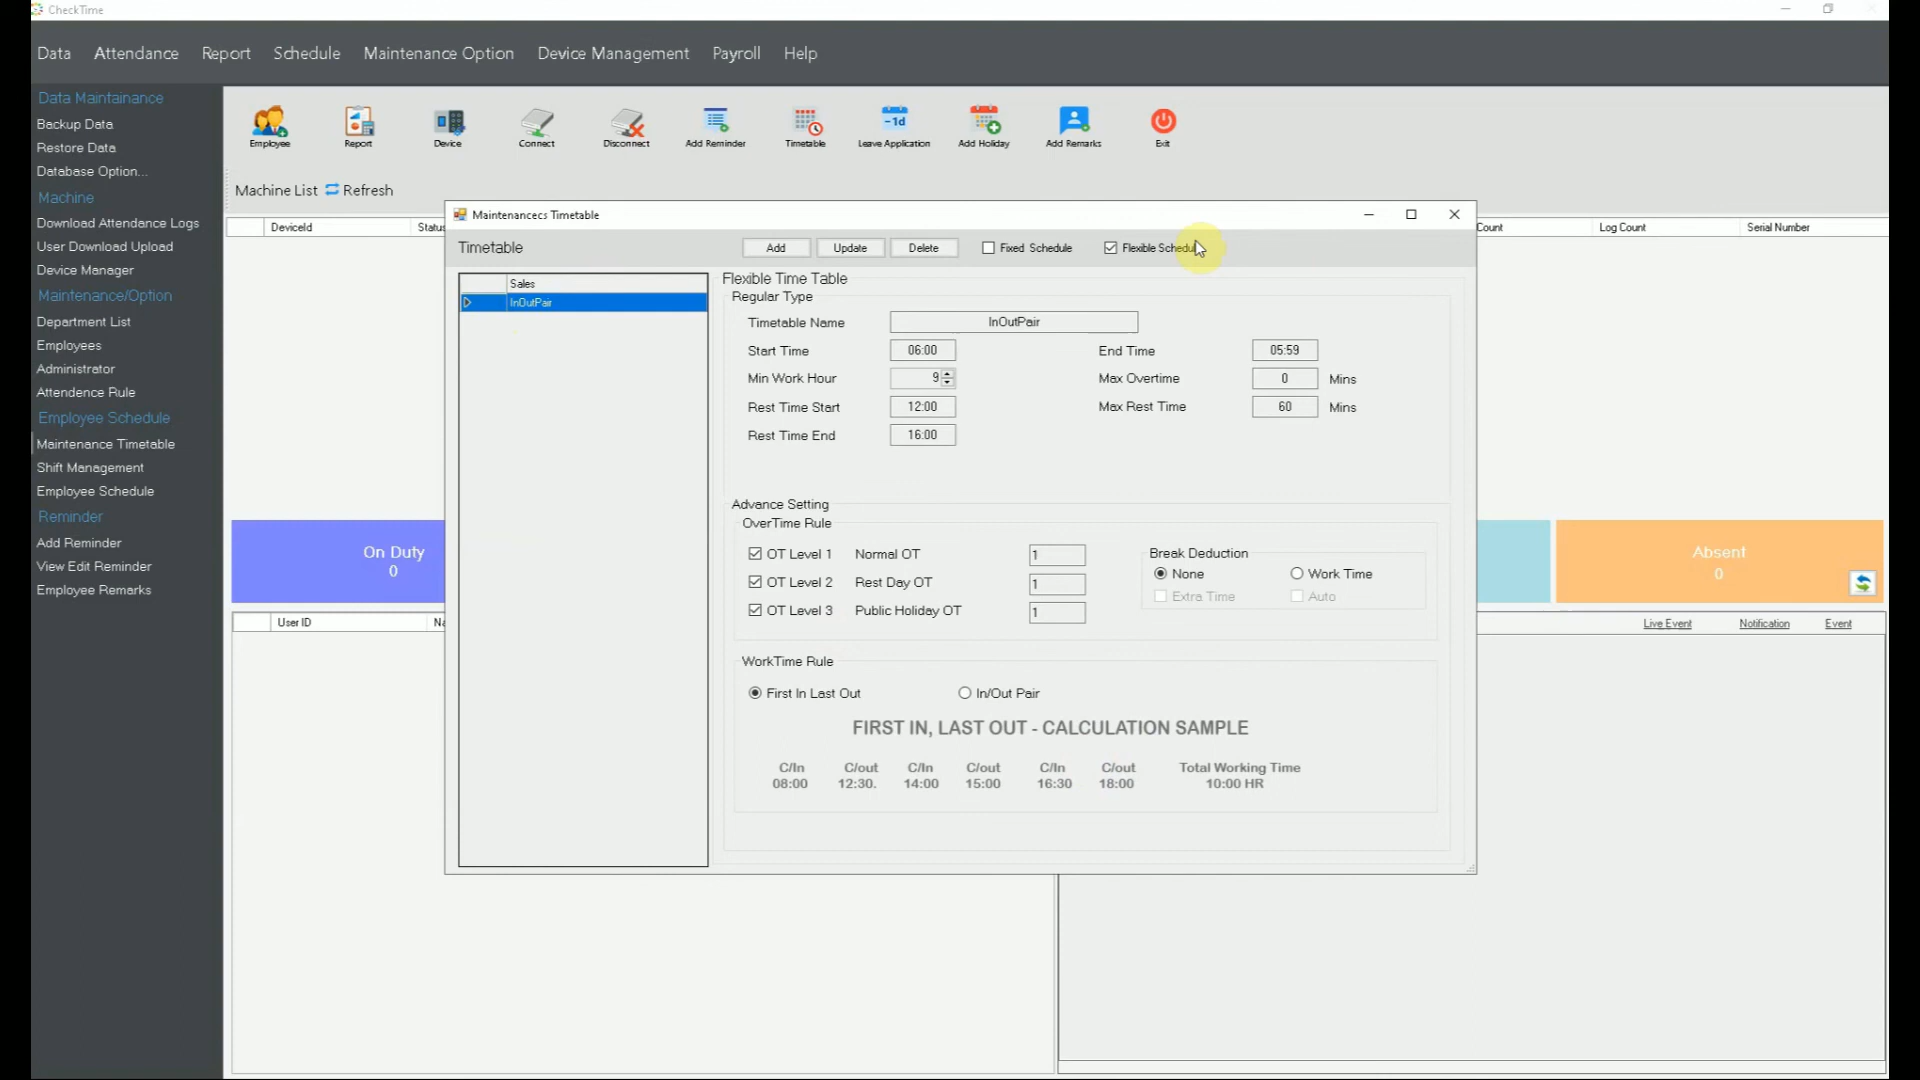 CheckTime
Data Attendance Report Schedule Maintenance Option Device Management Payroll Help
Data Maintainance
Backup Data
Restore Data
Database Option...
Machine
Download Attendance Logs
User Download Upload
Device Manager
Maintenance/Option
Department List
Employees
Administrator
Attendence Rule
Employee Schedule
Maintenance Timetable
Shift Management
Employee Schedule
Reminder
Add Reminder
View Edit Reminder
Employee Remarks
Employee Report Device Connect Disconnect Add Reminder Timetable Leave Application Add Holiday Add Remarks Exit
-1d
Machine List Refresh
DeviceId Status Count Log Count Serial Number
Maintenancecs Timetable
Timetable Add Update Delete Fixed Schedule Flexible Schedul
Sales
InOutPair
Flexible Time Table
Regular Type
Timetable Name InOutPair
Start Time 06:00 End Time 05:59
Min Work Hour 9 Max Overtime 0 Mins
Rest Time Start 12:00 Max Rest Time 60 Mins
Rest Time End 16:00
Advance Setting
OverTime Rule
OT Level 1 Normal OT 1
OT Level 2 Rest Day OT 1
OT Level 3 Public Holiday OT 1
Break Deduction
None Work Time
Extra Time Auto
WorkTime Rule
First In Last Out In/Out Pair
FIRST IN, LAST OUT - CALCULATION SAMPLE
C/In C/out C/In C/out C/In C/out Total Working Time
08:00 12:30. 14:00 15:00 16:30 18:00 10:00 HR
On Duty
0
Absent
0
User ID Na
Live Event Notification Event